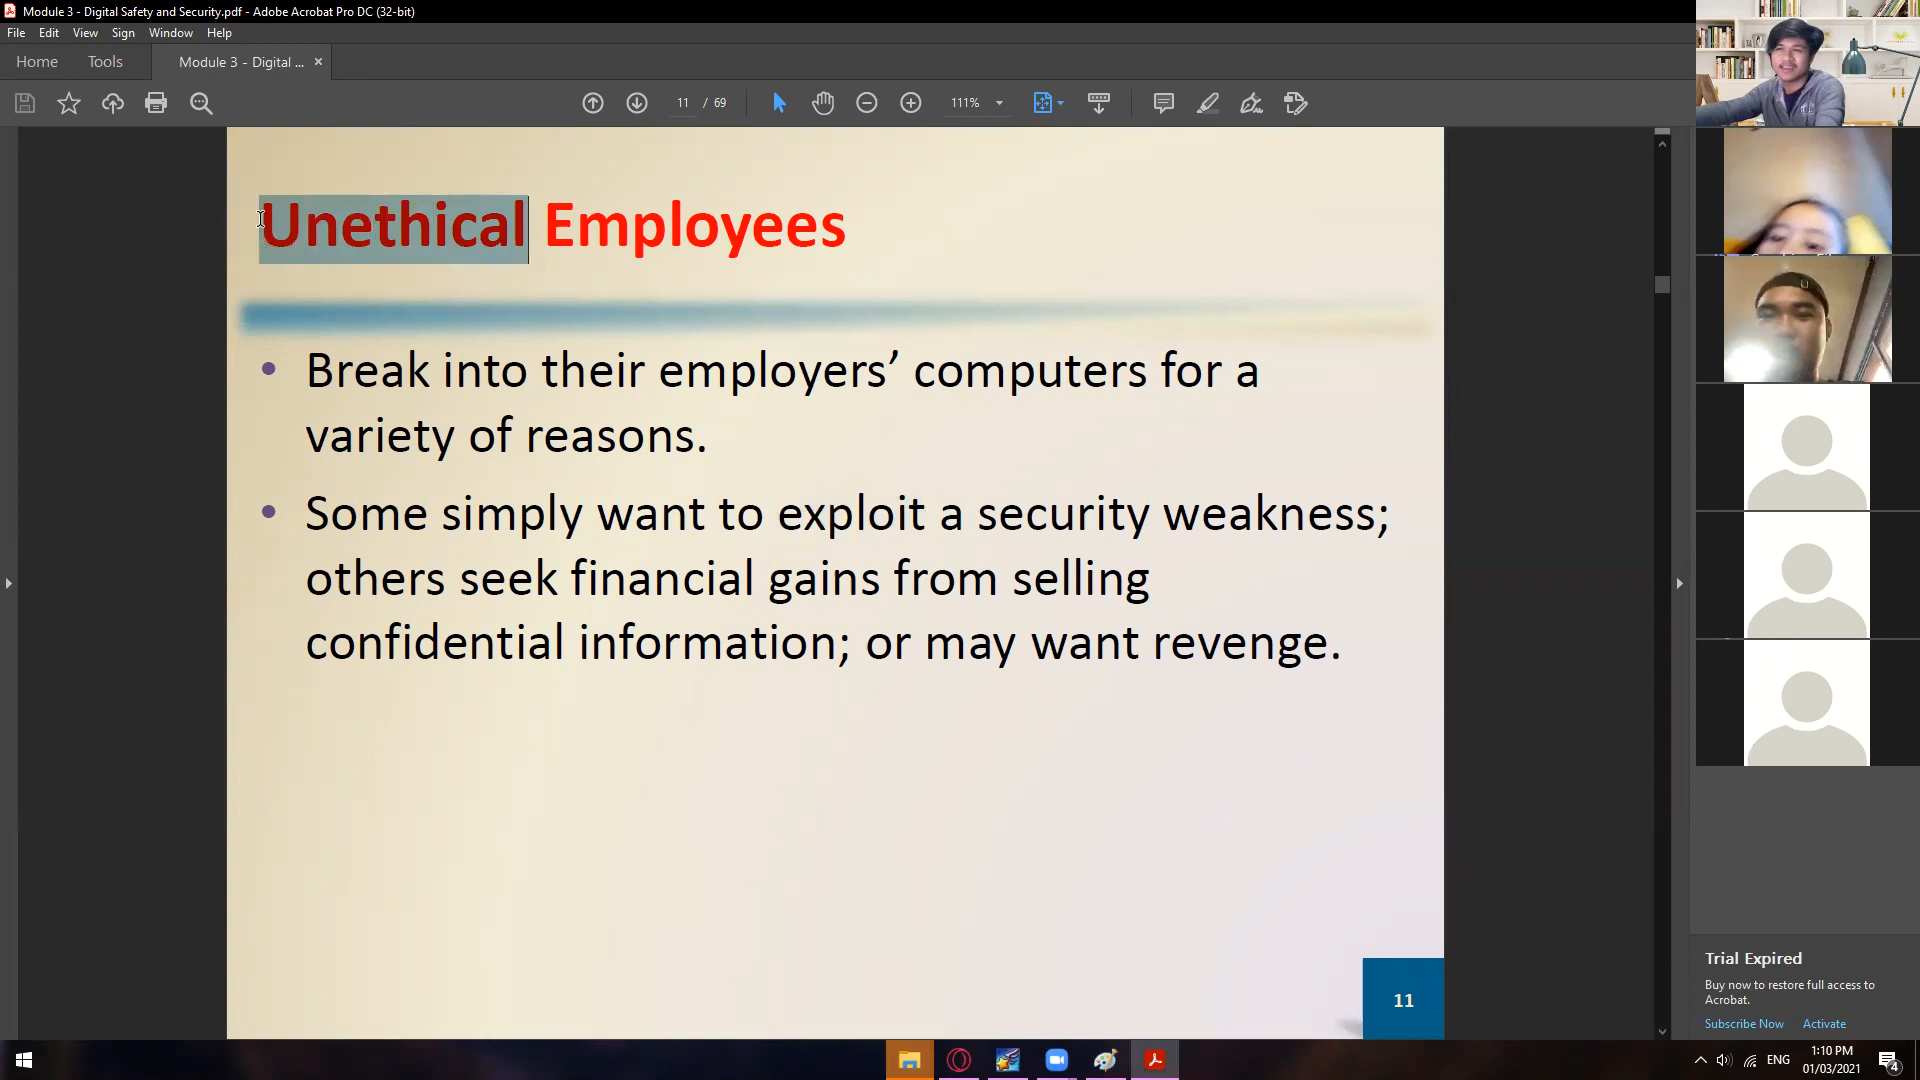 Module 3 - Digital Safety and Security.pdf - Adobe Acrobat Pro DC (32-bit)
File Edit View Sign Window Help
Home Tools Module 3 - Digital ... ×
11 / 69 111%
Unethical Employees
• Break into their employers’ computers for a
variety of reasons.
• Some simply want to exploit a security weakness;
others seek financial gains from selling
confidential information; or may want revenge.
11
Trial Expired
Buy now to restore full access to
Acrobat.
Subscribe Now Activate
ENG
1:10 PM
01/03/2021
4